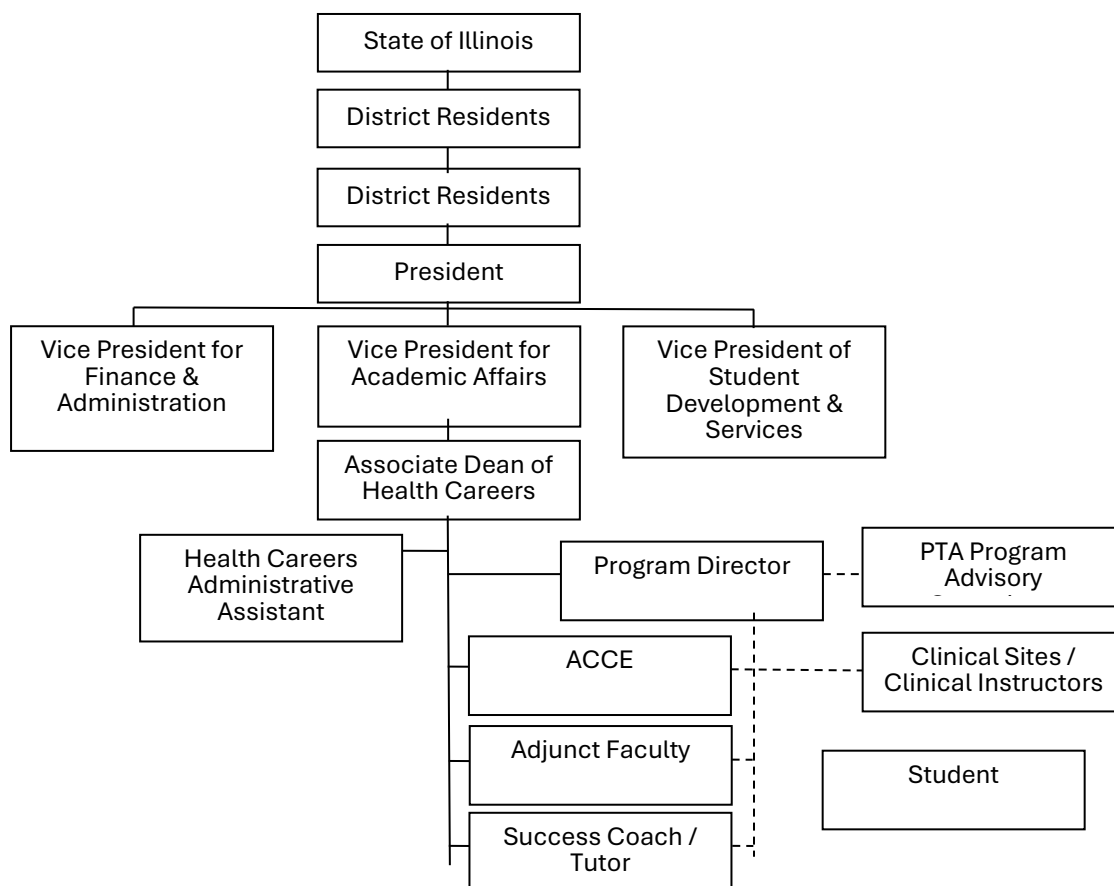 State of Illinois
District Residents
District Residents
President
Vice President for
Finance &
Administration
Vice President for
Academic Affairs
Vice President of
Student
Development &
Services
Associate Dean of
Health Careers
Health Careers
Administrative
Assistant
Program Director
PTA Program
Advisory
ACCE
Clinical Sites /
Clinical Instructors
Adjunct Faculty
Student
Success Coach /
Tutor